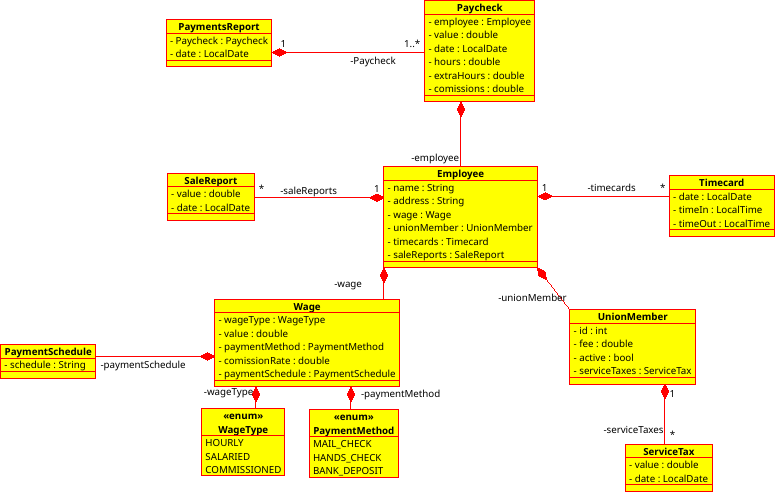 PaymentsReport
- Paycheck : Paycheck
- date : LocalDate
1
1..*
-Paycheck
Paycheck
- employee : Employee
- value : double
- date : LocalDate
- hours : double
- extraHours : double
- comissions : double
-employee
SaleReport
- value : double
- date : LocalDate
*
-saleReports
1
Employee
- name : String
- address : String
- wage : Wage
- unionMember : UnionMember
- timecards : Timecard
- saleReports : SaleReport
1
-timecards
*
Timecard
- date : LocalDate
- timeIn : LocalTime
- timeOut : LocalTime
-wage
-unionMember
Wage
- wageType : WageType
- value : double
- paymentMethod : PaymentMethod
- comissionRate : double
- paymentSchedule : PaymentSchedule
PaymentSchedule
- schedule : String
-paymentSchedule
UnionMember
- id : int
- fee : double
- active : bool
- serviceTaxes : ServiceTax
-wageType
-paymentMethod
1
«enum»
WageType
HOURLY
SALARIED
COMMISSIONED
«enum»
PaymentMethod
MAIL_CHECK
HANDS_CHECK
BANK_DEPOSIT
-serviceTaxes
*
ServiceTax
- value : double
- date : LocalDate